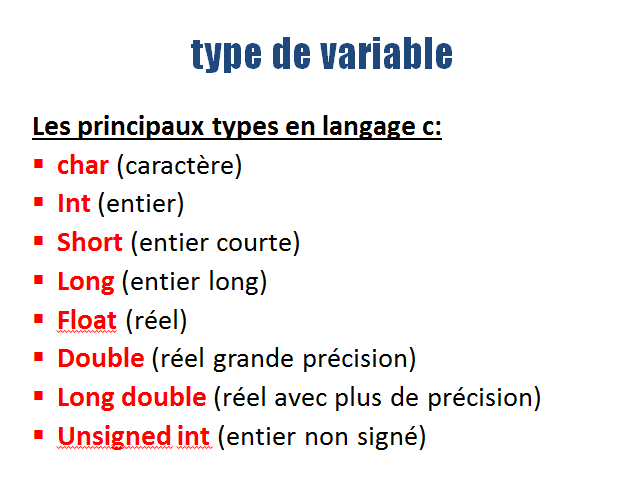 type de variable
Les principaux types en langage c:
▪ char (caractère)
▪ Int (entier)
▪ Short (entier courte)
▪ Long (entier long)
▪ Float (réel)
▪ Double (réel grande précision)
▪ Long double (réel avec plus de précision)
▪ Unsigned int (entier non signé)